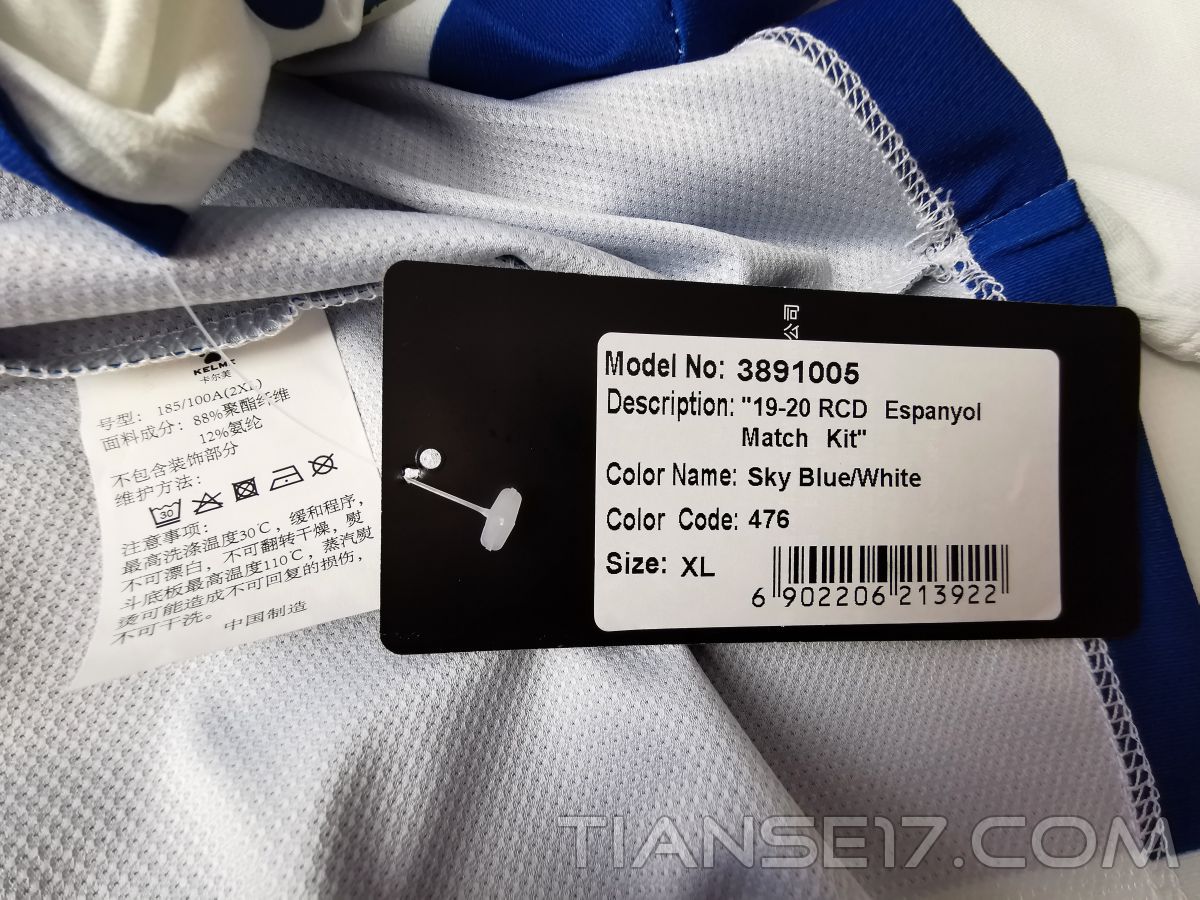 公司
Model No: 3891005
Description: "19-20 RCD Espanyol
Match Kit"
Color Name: Sky Blue/White
Color Code: 476
Size: XL
6 902206 213922
KELME
卡尔美
号型: 185/100A(2XL)
面料成分: 88%聚酯纤维
12%氨纶
不包含装饰部分
维护方法:
30
注意事项:
最高洗涤温度30℃, 缓和程序,
不可漂白, 不可翻转干燥, 熨
斗底板最高温度110℃, 蒸汽熨
烫可能造成不可回复的损伤,
不可干洗. 中国制造
TIANSE17.COM